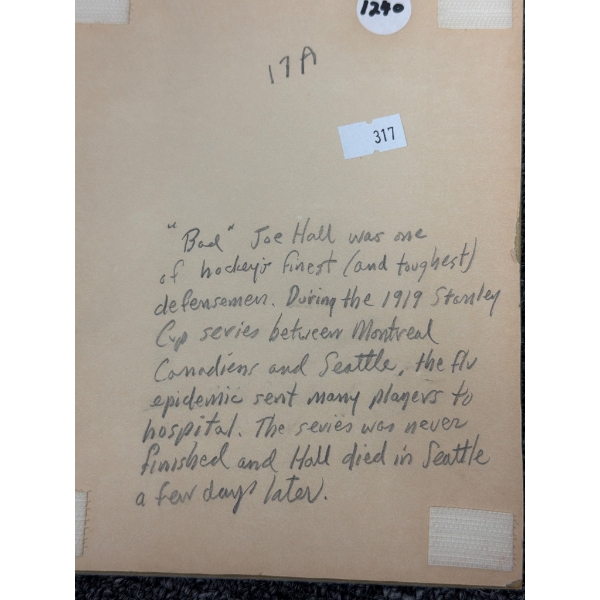 1240
17A
317
"Bad" Joe Hall was one
of hockey's finest (and toughest)
defensemen. During the 1919 Stanley
Cup series between Montreal
Canadiens and Seattle, the flu
epidemic sent many players to
hospital. The series was never
finished and Hall died in Seattle
a few days later.